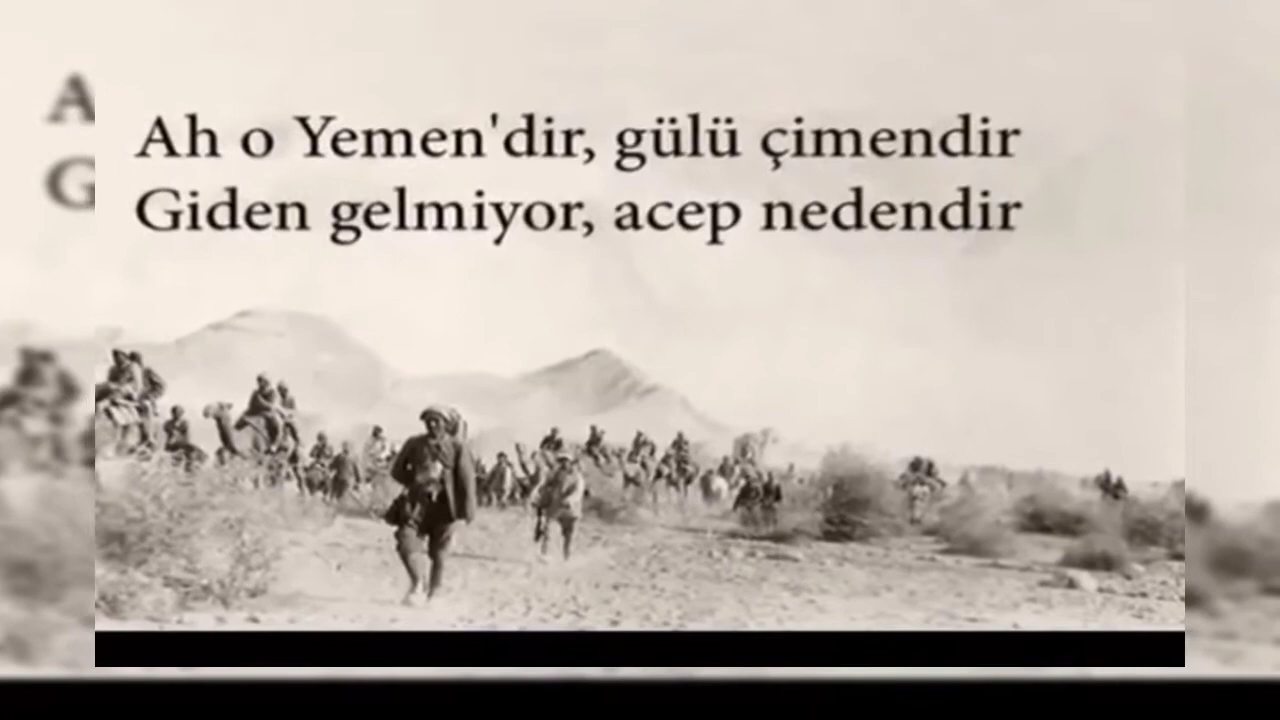 Ah o Yemen'dir, gülü çimendir
Giden gelmiyor, acep nedendir